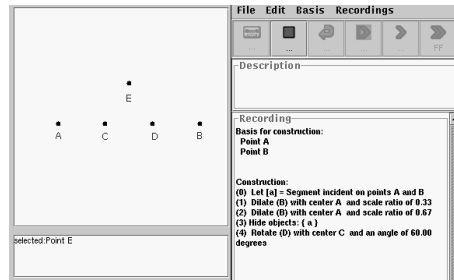 File Edit Basis Recordings
... ... ... ... ... FF
Description
E
A C D B
selected:Point E
Recording
Basis for construction:
Point A
Point B
Construction:
(0) Let [a] = Segment incident on points A and B
(1) Dilate (B) with center A and scale ratio of 0.33
(2) Dilate (B) with center A and scale ratio of 0.67
(3) Hide objects: { a }
(4) Rotate (D) with center C and an angle of 60.00
degrees